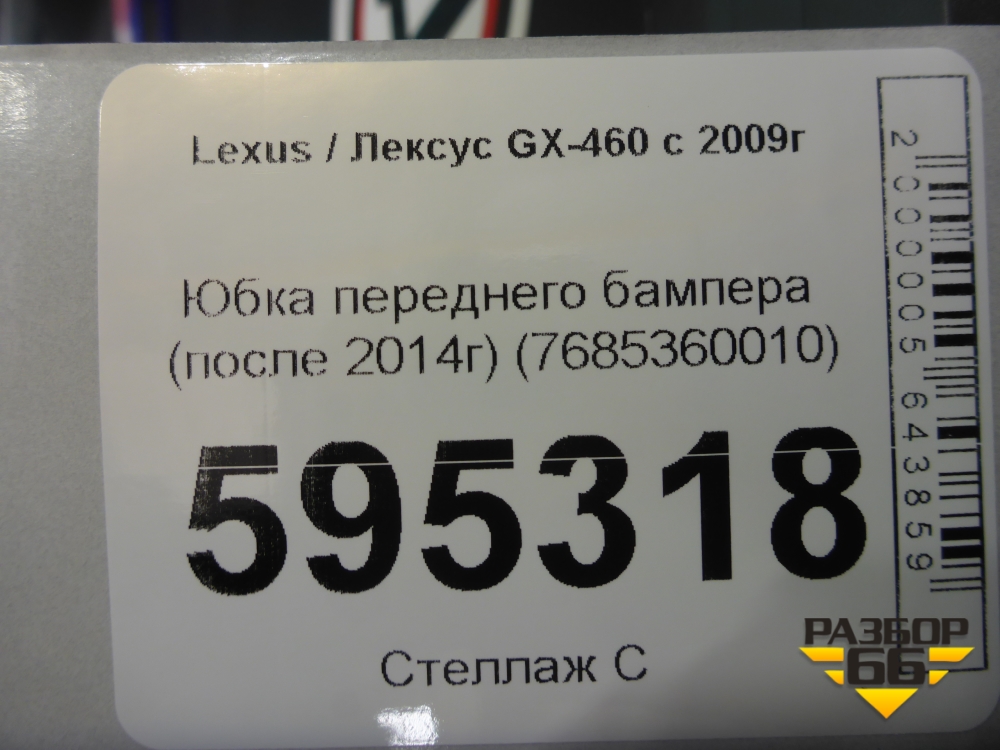 Lexus / Лексус GX-460 с 2009г
Юбка переднего бампера
(после 2014г) (7685360010)
595318
Стеллаж С
2000005643859
РАЗБОР
66